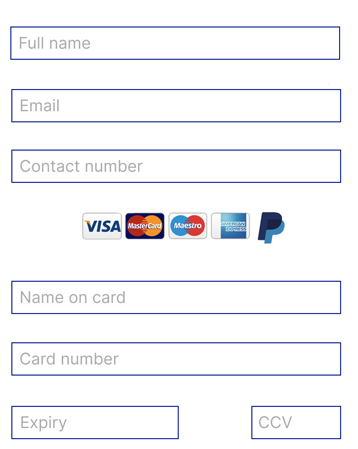 Full name
Email
Contact number
VISA MasterCard Maestro AMERICAN EXPRESS
Name on card
Card number
Expiry CCV